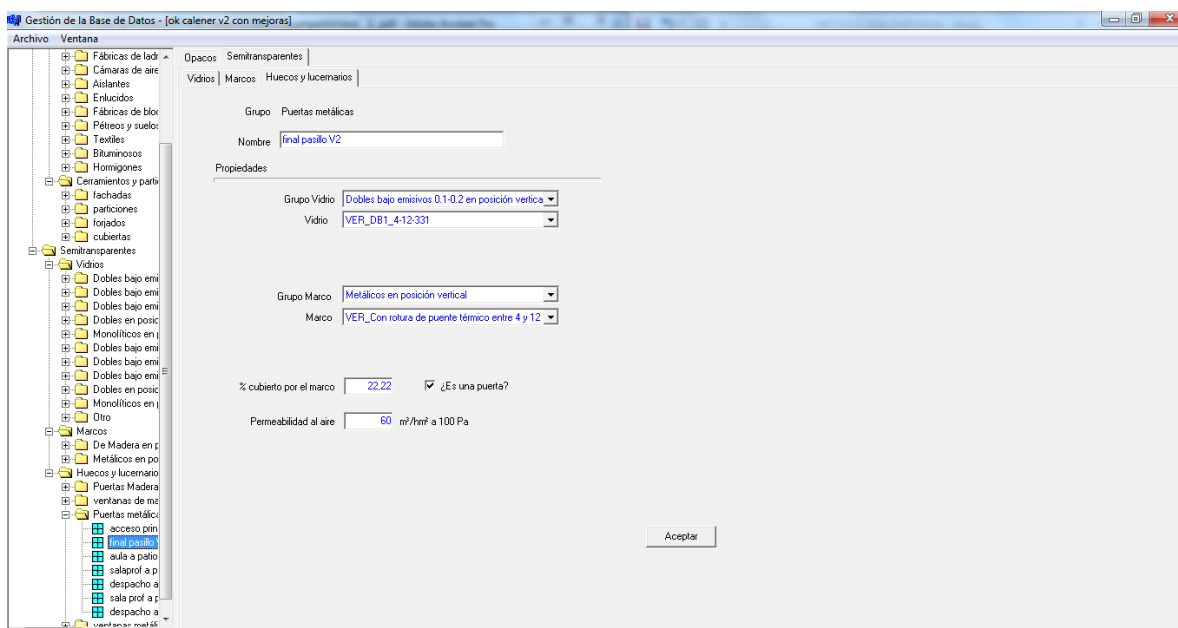 Gestión de la Base de Datos - [ok calener v2 con mejoras]
Archivo Ventana
Fábricas de ladr
Cámaras de aire
Aislantes
Enlucidos
Fábricas de bloc
Pétreos y suelos
Textiles
Bituminosos
Hormigones
Cerramientos y parti
fachadas
particiones
forjados
cubiertas
Semitransparentes
Vidrios
Dobles bajo emi
Dobles bajo emi
Dobles bajo emi
Dobles en posic
Monolíticos en p
Dobles bajo emi
Dobles bajo emi
Dobles bajo emi
Dobles en posic
Monolíticos en p
Otro
Marcos
De Madera en p
Metálicos en po
Huecos y lucernario
Puertas Madera
ventanas de ma
Puertas metálica
acceso prin
final pasillo V
aula a patio
salaprof a p
despacho a
sala prof a p
despacho a
ventanas metáli
Opacos Semitransparentes
Vidrios Marcos Huecos y lucernarios
Grupo Puertas metálicas
Nombre final pasillo V2
Propiedades
Grupo Vidrio Dobles bajo emisivos 0.1-0.2 en posición vertica
Vidrio VER_DB1_4-12-331
Grupo Marco Metálicos en posición vertical
Marco VER_Con rotura de puente térmico entre 4 y 12
% cubierto por el marco 22,22 ¿Es una puerta?
Permeabilidad al aire 60 m³/hm² a 100 Pa
Aceptar